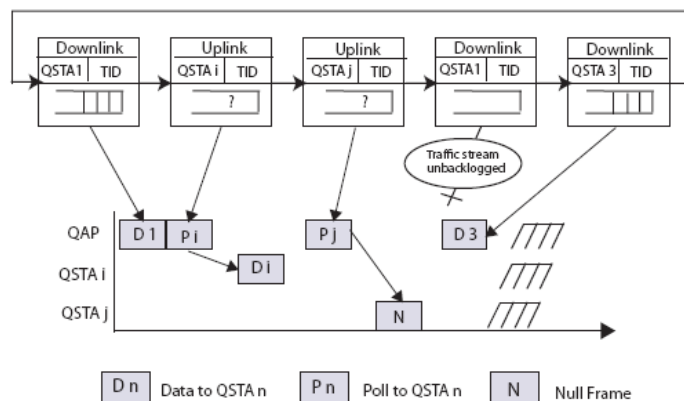 Downlink
QSTA1 TID
Uplink
QSTA i TID
?
Uplink
QSTA j TID
?
Downlink
QSTA1 TID
Downlink
QSTA 3 TID
Traffic stream
unbacklogged
QAP
D 1
P i
P j
D 3
QSTA i
D i
QSTA j
N
D n Data to QSTA n
P n Poll to QSTA n
N Null Frame